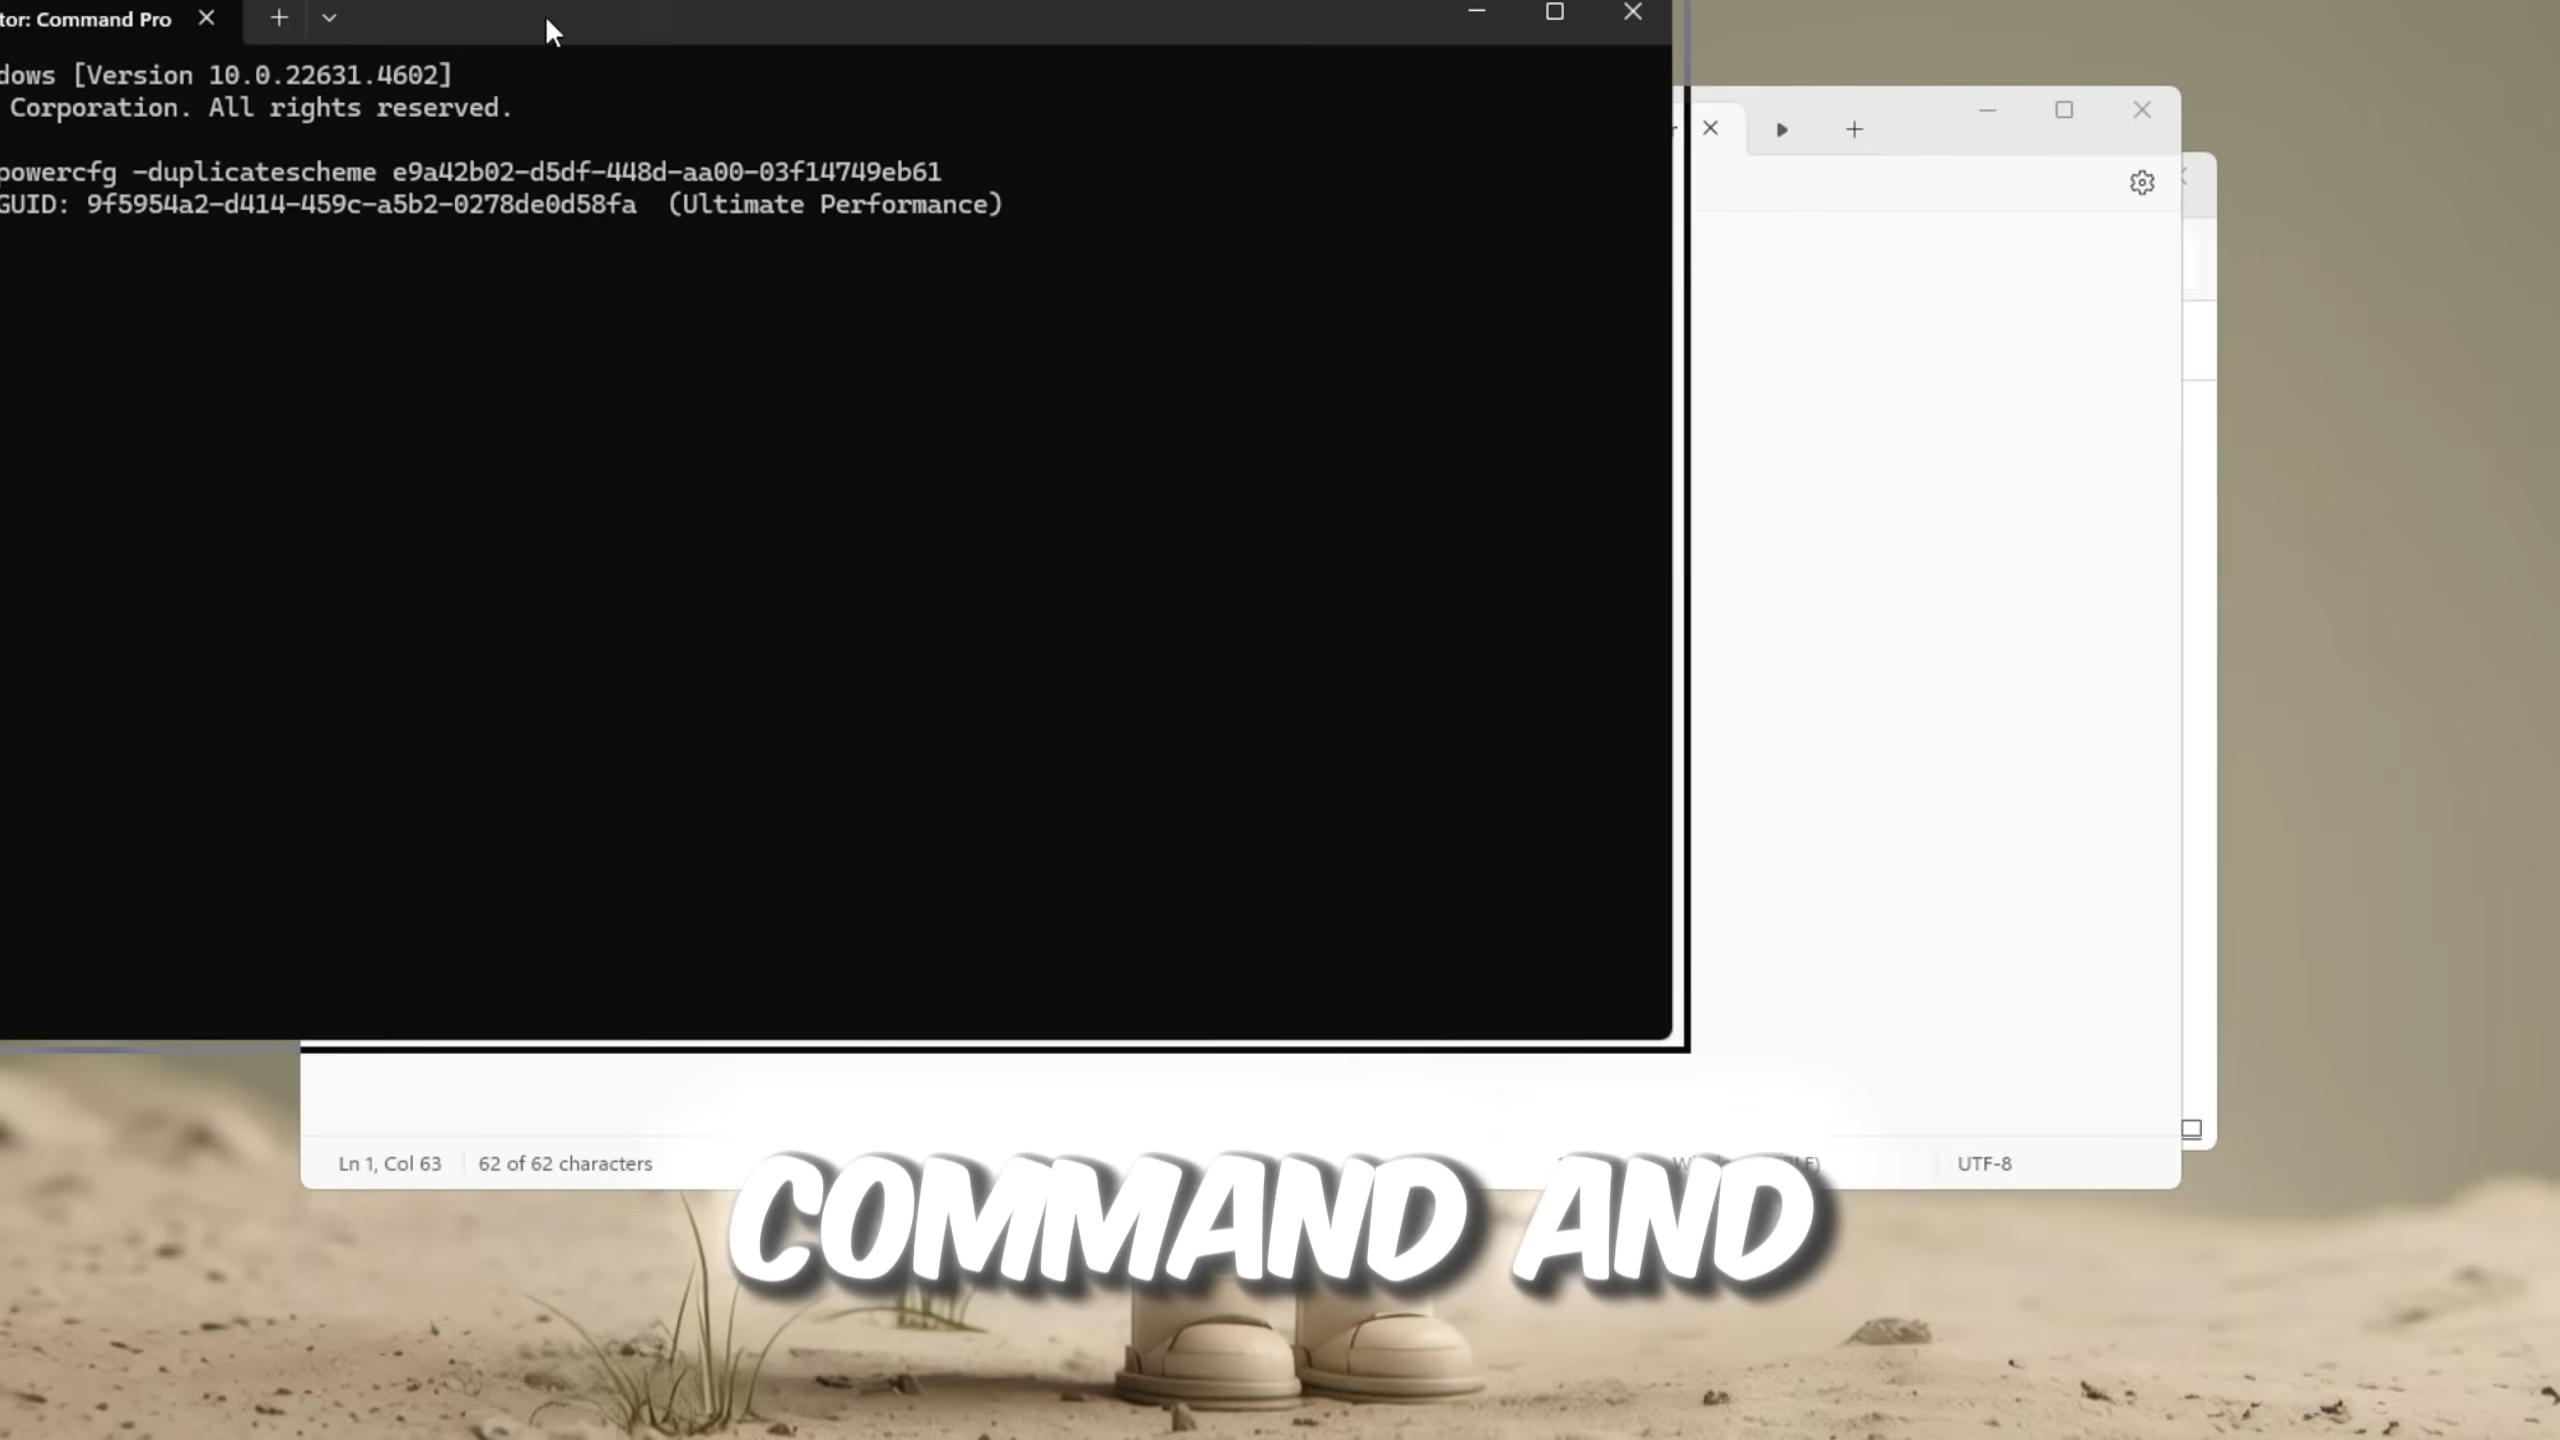 tor: Command Pro
dows [Version 10.0.22631.4602]
Corporation. All rights reserved.
powercfg -duplicatescheme e9a42b02-d5df-448d-aa00-03f14749eb61
GUID: 9f5954a2-d414-459c-a5b2-0278de0d58fa (Ultimate Performance)
Ln 1, Col 63 62 of 62 characters UTF-8
COMMAND AND